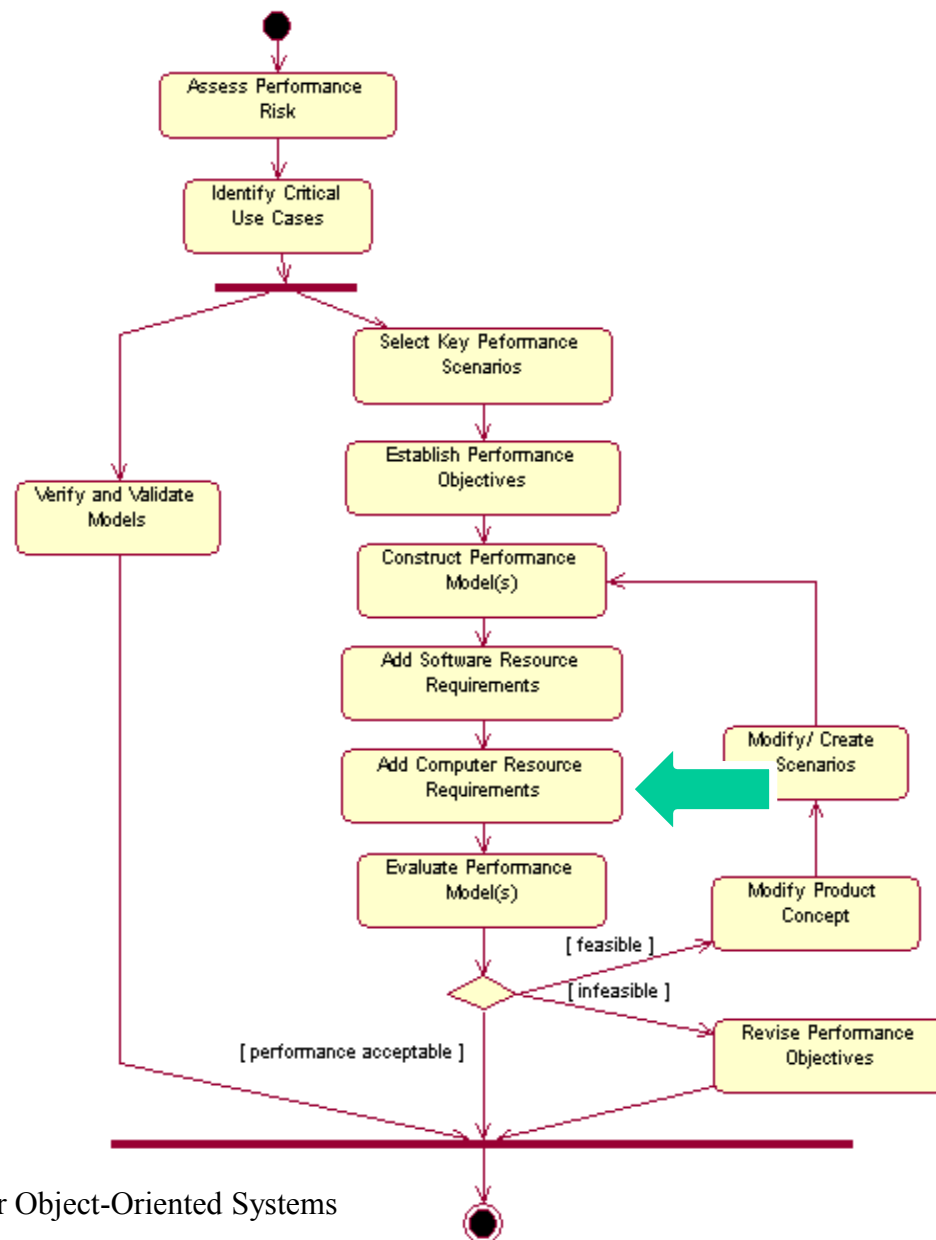 Assess Performance
Risk
Identify Critical
Use Cases
Select Key Peformance
Scenarios
Establish Performance
Objectives
Verify and Validate
Models
Construct Performance
Model(s)
Add Software Resource
Requirements
Modify/ Create
Scenarios
Add Computer Resource
Requirements
Evaluate Performance
Model(s)
Modify Product
Concept
[ feasible ]
[ infeasible ]
Revise Performance
Objectives
[ performance acceptable ]
r Object-Oriented Systems